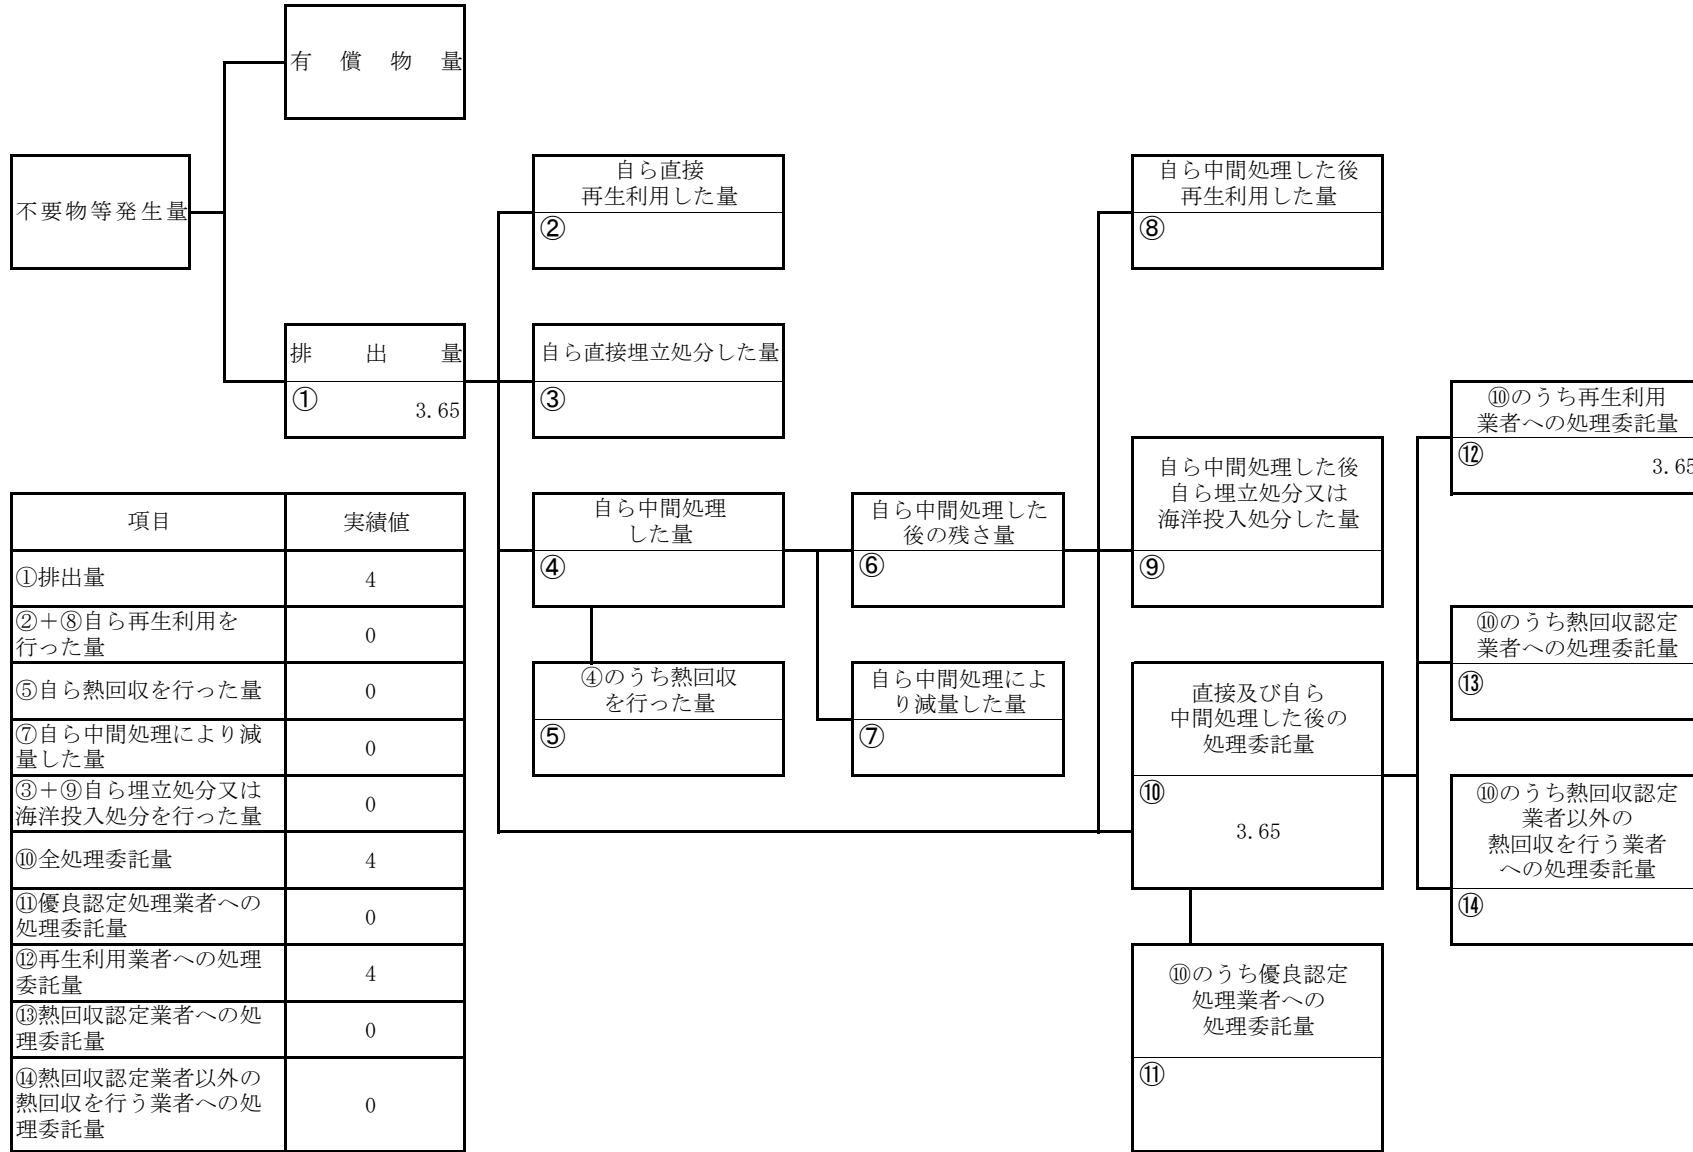 有償物量
不要物等発生量
自ら直接
再生利用した量
②
自ら中間処理した後
再生利用した量
⑧
排出量
①
3.65
自ら直接埋立処分した量
③
⑩のうち再生利用
業者への処理委託量
⑫
3.65
自ら中間処理
した量
④
自ら中間処理した
後の残さ量
⑥
自ら中間処理した後
自ら埋立処分又は
海洋投入処分した量
⑨
⑩のうち熱回収認定
業者への処理委託量
⑬
④のうち熱回収
を行った量
⑤
自ら中間処理によ
り減量した量
⑦
直接及び自ら
中間処理した後の
処理委託量
⑩
3.65
⑩のうち熱回収認定
業者以外の
熱回収を行う業者
への処理委託量
⑭
⑩のうち優良認定
処理業者への
処理委託量
⑪
項目 実績値
①排出量 4
②+⑧自ら再生利用を
行った量 0
⑤自ら熱回収を行った量 0
⑦自ら中間処理により減
量した量 0
③+⑨自ら埋立処分又は
海洋投入処分を行った量 0
⑩全処理委託量 4
⑪優良認定処理業者への
処理委託量 0
⑫再生利用業者への処理
委託量 4
⑬熱回収認定業者への処
理委託量 0
⑭熱回収認定業者以外の
熱回収を行う業者への処
理委託量 0